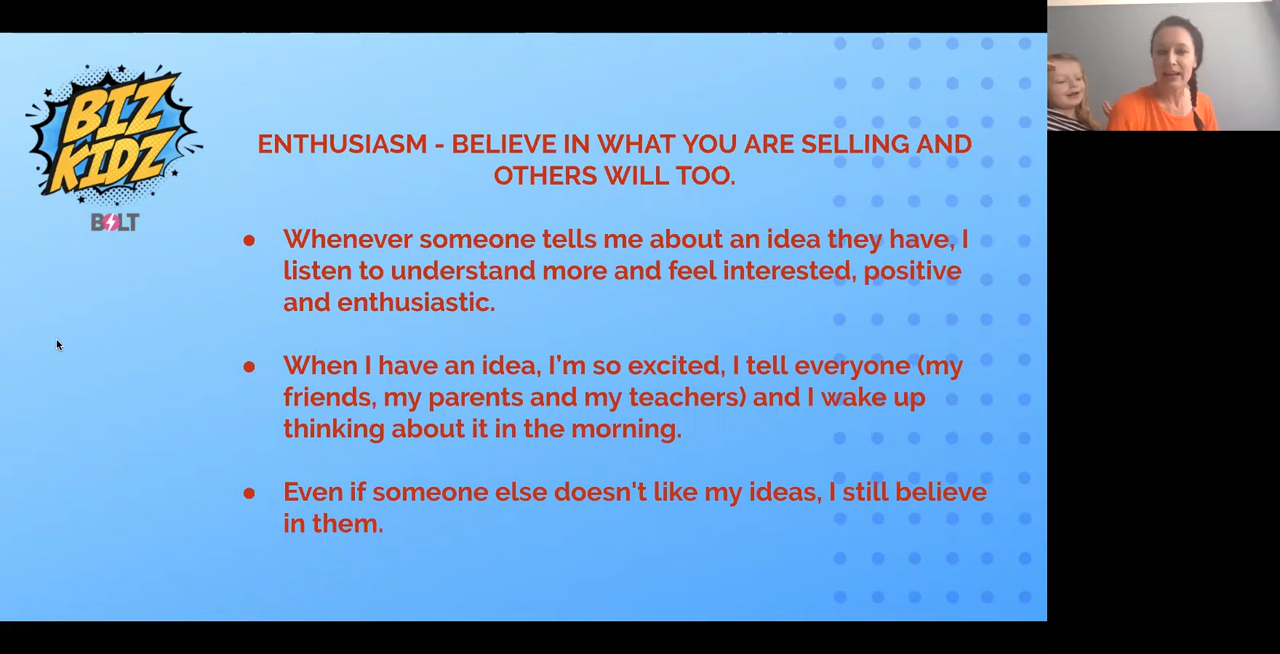 BIZ
KIDZ
BOLT
ENTHUSIASM - BELIEVE IN WHAT YOU ARE SELLING AND
OTHERS WILL TOO.
● Whenever someone tells me about an idea they have, I
listen to understand more and feel interested, positive
and enthusiastic.
● When I have an idea, I'm so excited, I tell everyone (my
friends, my parents and my teachers) and I wake up
thinking about it in the morning.
● Even if someone else doesn't like my ideas, I still believe
in them.